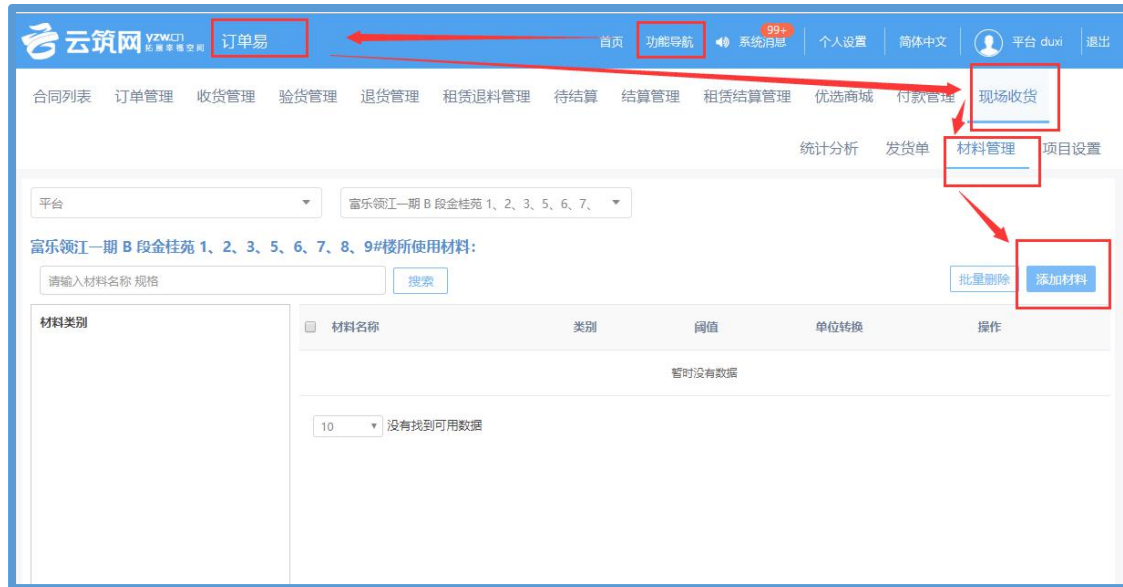 云筑网 yzw.cn 拓展幸福空间 订单易 首页 功能导航 系统消息 99+ 个人设置 简体中文 平台 duxi 退出
合同列表 订单管理 收货管理 验货管理 退货管理 租赁退料管理 待结算 结算管理 租赁结算管理 优选商城 付款管理 现场收货
统计分析 发货单 材料管理 项目设置
平台 富乐领江一期 B 段金桂苑 1、2、3、5、6、7、
富乐领江一期 B 段金桂苑 1、2、3、5、6、7、8、9#楼所使用材料：
请输入材料名称 规格 搜索 批量删除 添加材料
材料类别 材料名称 类别 阈值 单位转换 操作
暂时没有数据
10 没有找到可用数据